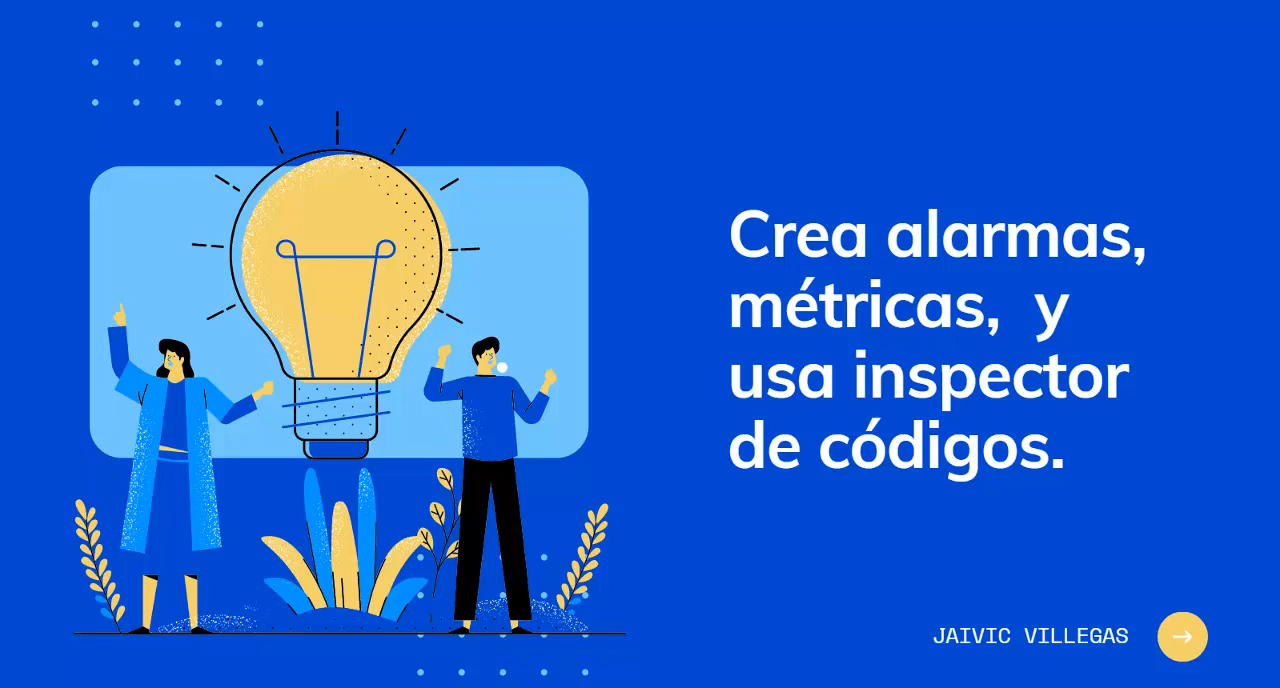 Crea alarmas,
métricas,  y
usa inspector
de códigos.
JAIVIC VILLEGAS